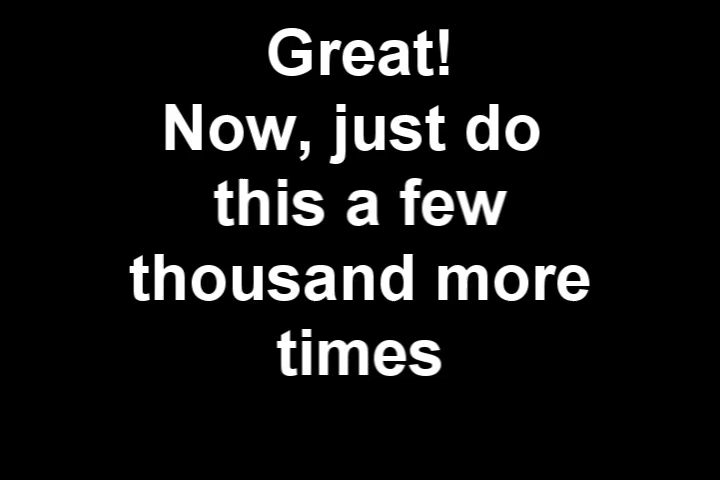 Great!
Now, just do
this a few
thousand more
times